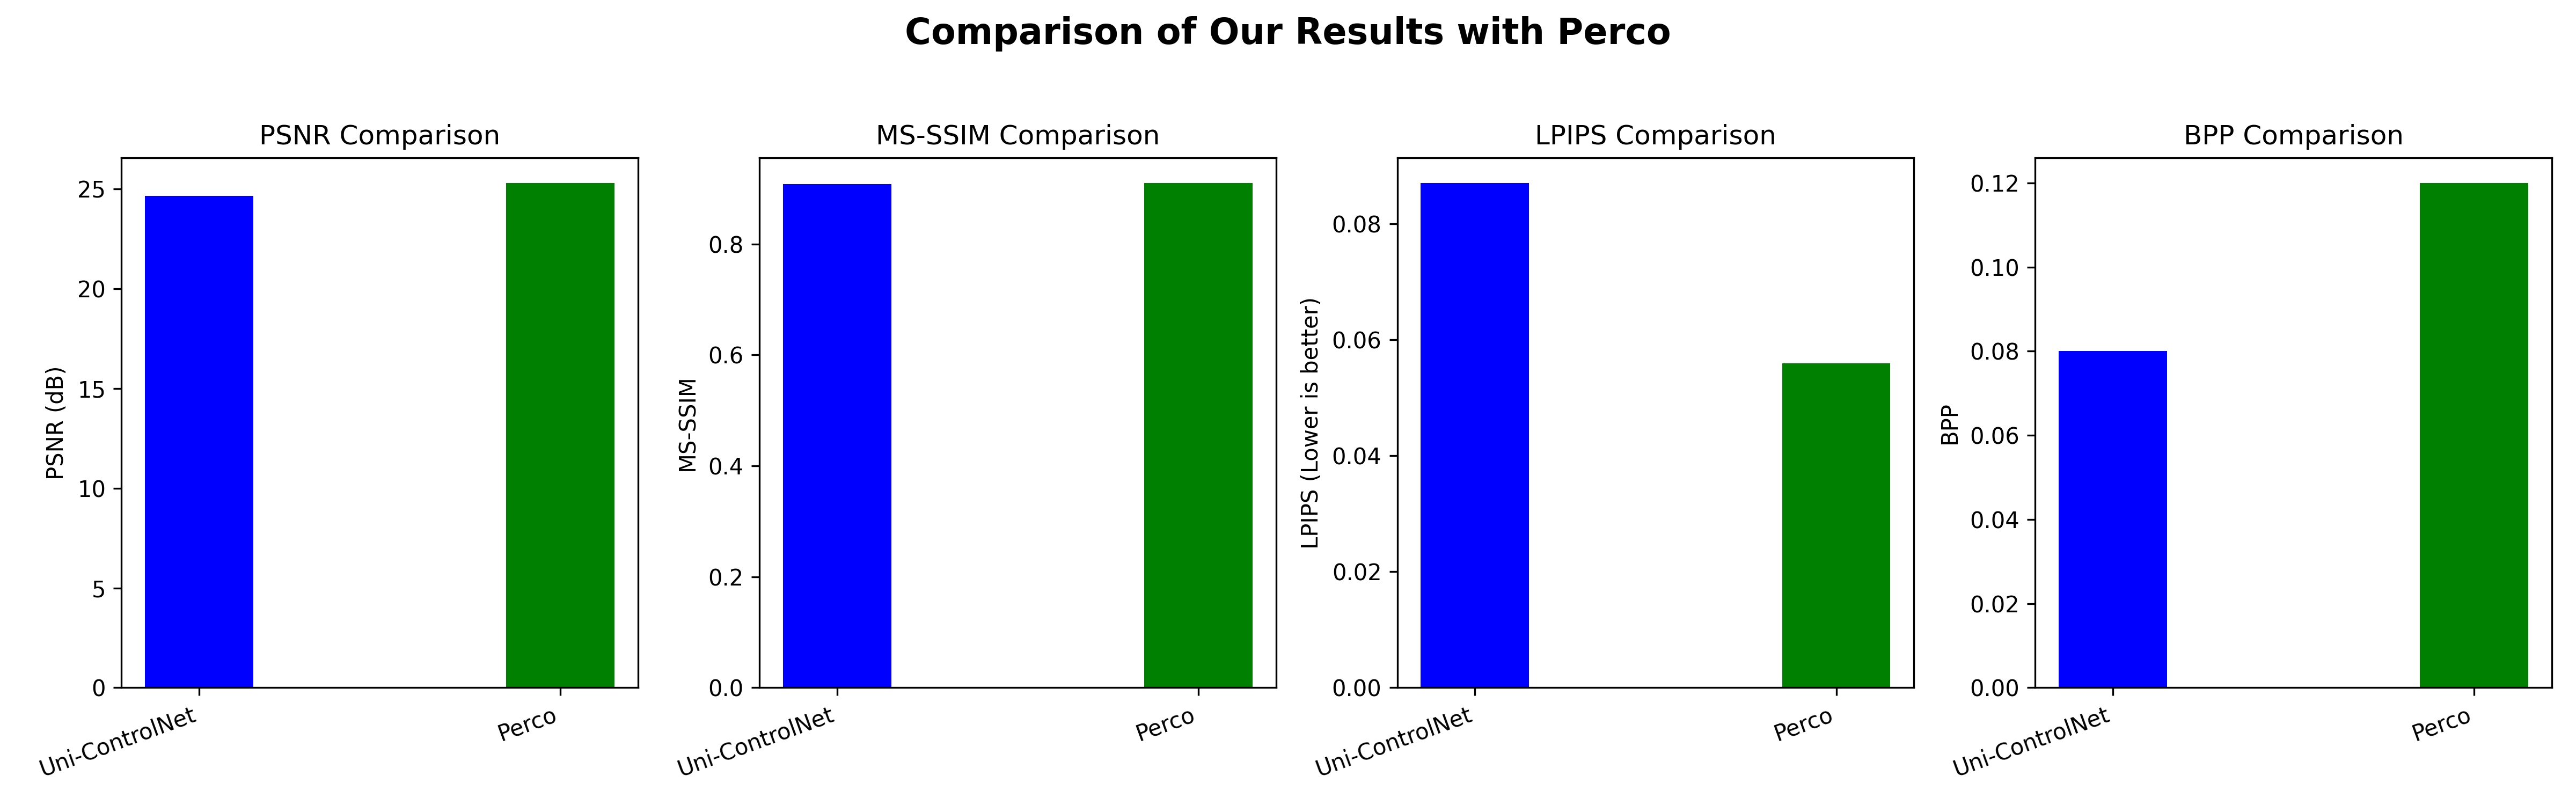 Comparison of Our Results with Perco
PSNR Comparison
PSNR (dB)
25
20
15
10
5
0
Uni-ControlNet
Perco
MS-SSIM Comparison
MS-SSIM
0.8
0.6
0.4
0.2
0.0
Uni-ControlNet
Perco
LPIPS Comparison
LPIPS (Lower is better)
0.08
0.06
0.04
0.02
0.00
Uni-ControlNet
Perco
BPP Comparison
BPP
0.12
0.10
0.08
0.06
0.04
0.02
0.00
Uni-ControlNet
Perco